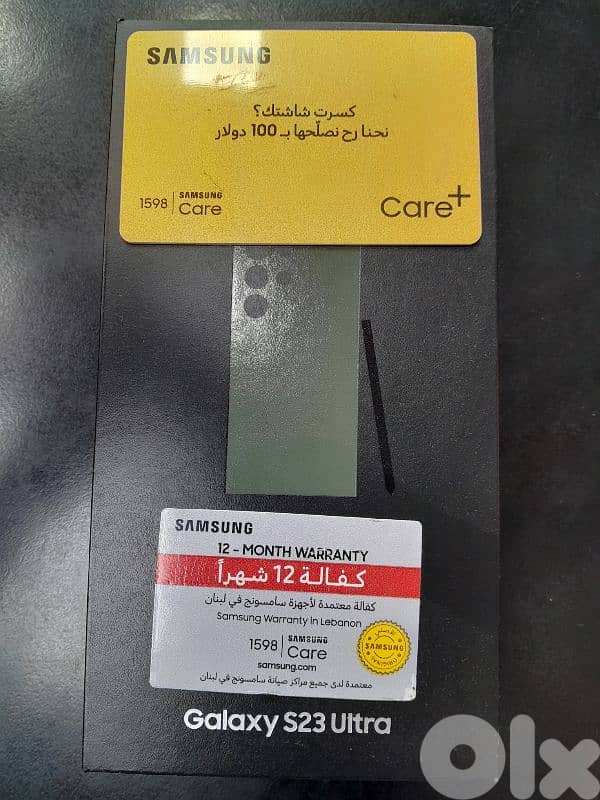 SAMSUNG
كسرت شاشتك؟
نحنا رح نصلّحها بـ 100 دولار
1598 | SAMSUNG Care
Care+
SAMSUNG
12 - MONTH WARRANTY
كفالة 12 شهراً
كفالة معتمدة لأجهزة سامسونج في لبنان
Samsung Warranty in Lebanon
1598 | SAMSUNG Care
samsung.com
SAMSUNG
ORIGINAL
معتمدة لدى جميع مراكز صيانة سامسونج في لبنان
Galaxy S23 Ultra
olx